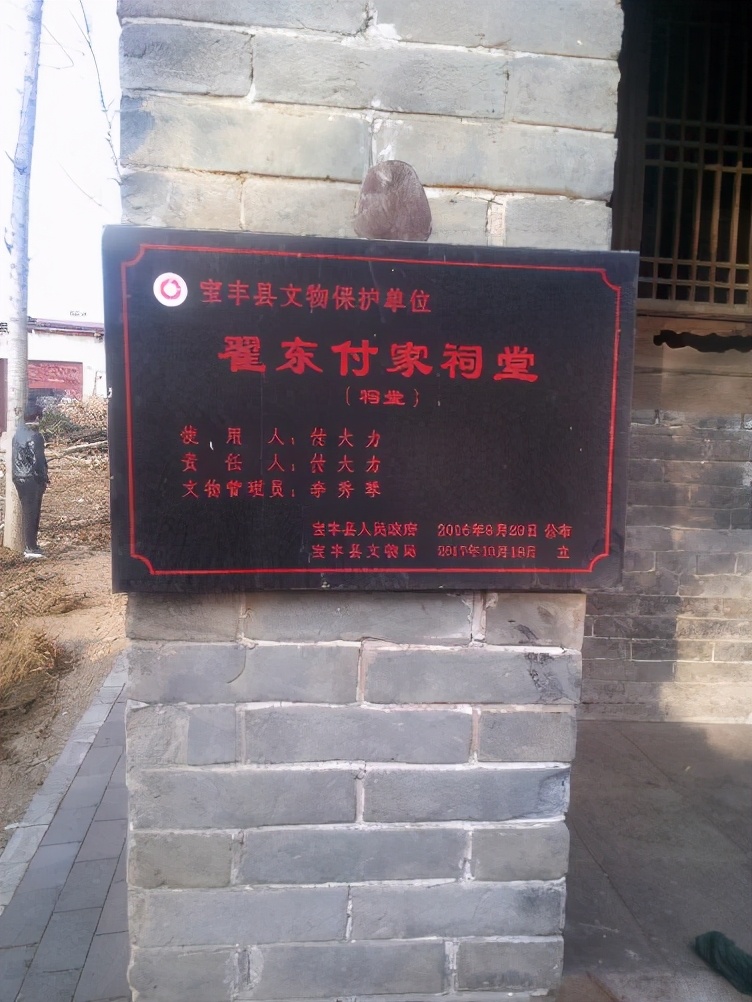 宝丰县文物保护单位
翟东付家祠堂
（祠堂）
使用人：付大力
责任人：付大方
文物管理员：辛秀琴
宝丰县人民政府 2006年9月20日 公布
宝丰县文物局 2017年10月18日 立